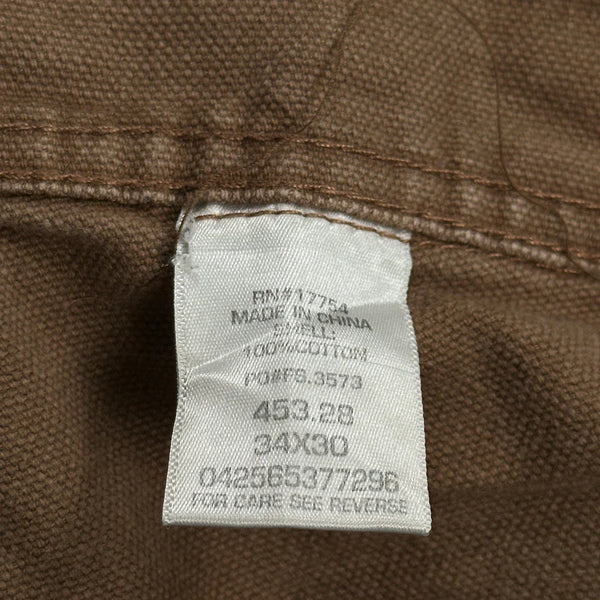 RN#17754
MADE IN CHINA
SHELL:
100%COTTON
PO#FS.3573
453.28
34X30
042565377296
FOR CARE SEE REVERSE